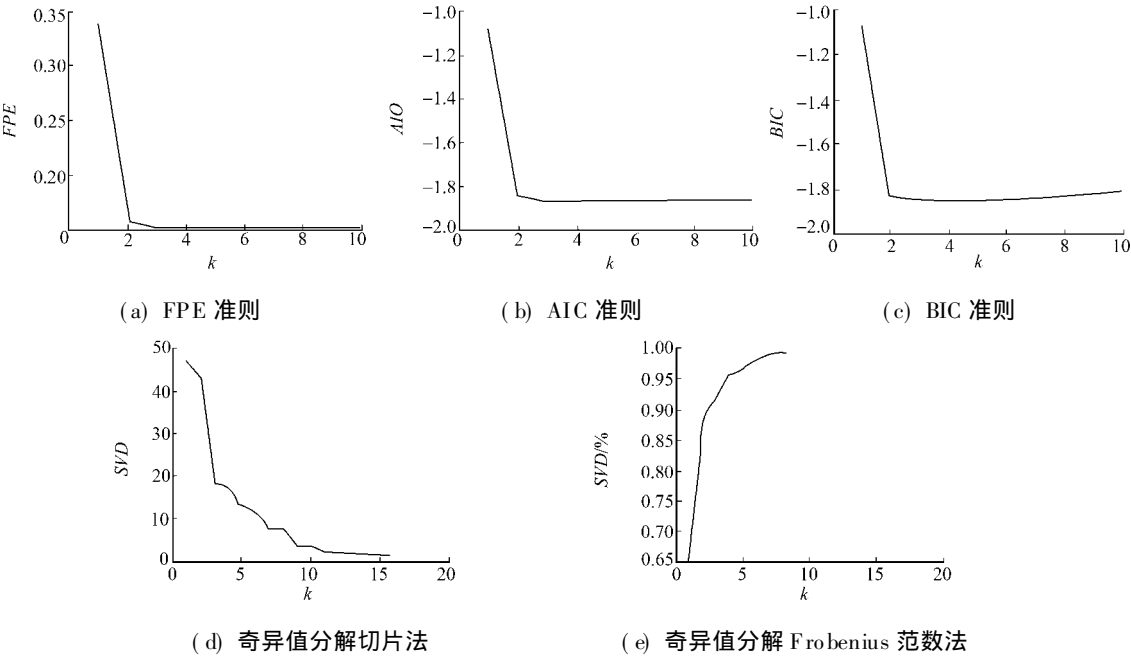 0.35
0.30
0.25
0.20
FPE
0 2 4 6 8 10
k
(a) FPE 准则
−1.0
−1.2
−1.4
−1.6
−1.8
−2.0
AIO
0 2 4 6 8 10
k
(b) AIC 准则
−1.0
−1.2
−1.4
−1.6
−1.8
−2.0
BIC
0 2 4 6 8 10
k
(c) BIC 准则
50
40
30
20
10
0
SVD
0 5 10 15 20
k
(d) 奇异值分解切片法
1.00
0.95
0.90
0.85
0.80
0.75
0.70
0.65
SVD/%
0 5 10 15 20
k
(e) 奇异值分解 Frobenius 范数法